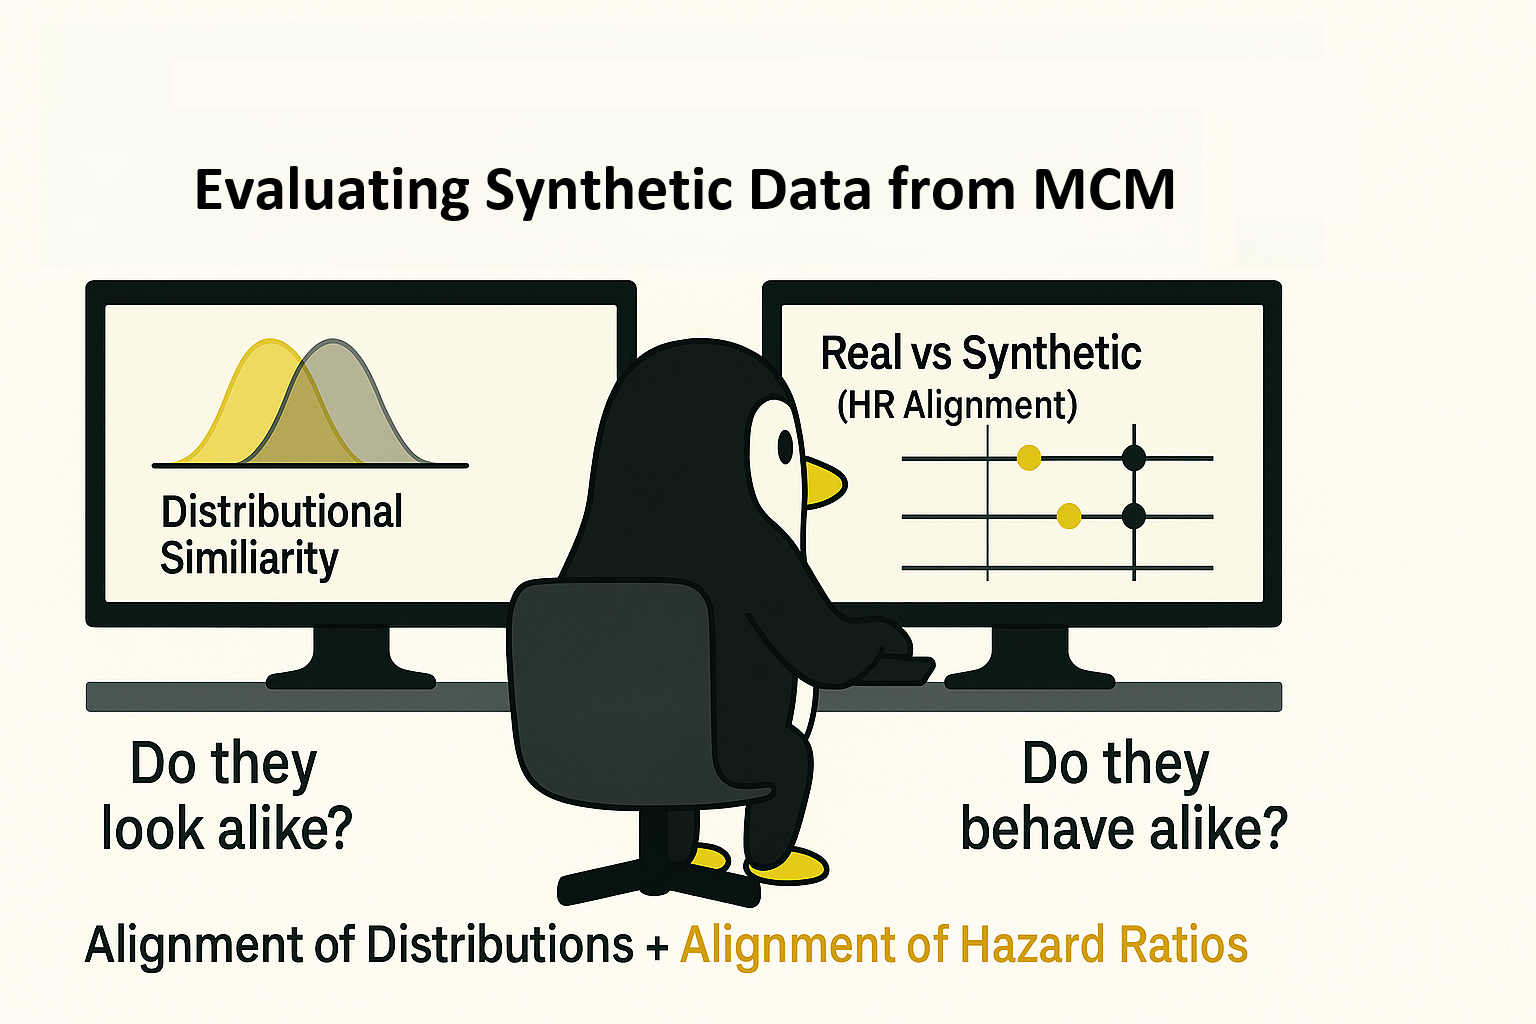 Evaluating Synthetic Data from MCM
Distributional
Similiarity
Real vs Synthetic
(HR Alignment)
Do they
look alike?
Do they
behave alike?
Alignment of Distributions + Alignment of Hazard Ratios